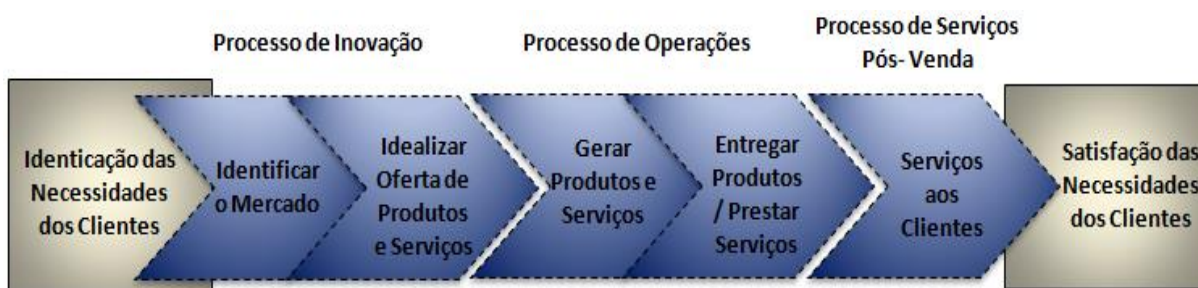 Processo de Inovação
Processo de Operações
Processo de Serviços
Pós- Venda
Identicação das
Necessidades
dos Clientes
Identificar
o Mercado
Idealizar
Oferta de
Produtos
e Serviços
Gerar
Produtos e
Serviços
Entregar
Produtos
/ Prestar
Serviços
Serviços
aos
Clientes
Satisfação das
Necessidades
dos Clientes